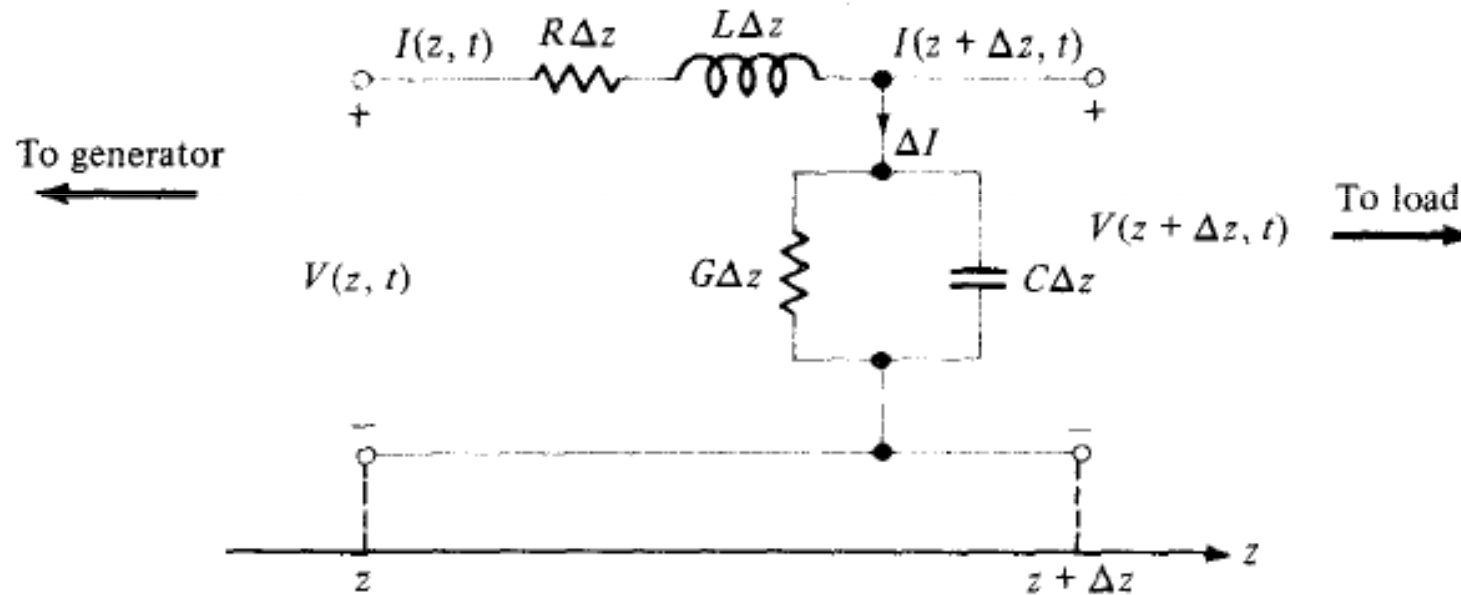 I(z, t)
RΔz
LΔz
I(z + Δz, t)
+
+
To generator
ΔI
V(z, t)
GΔz
CΔz
V(z + Δz, t)
To load
−
−
z
z + Δz
z